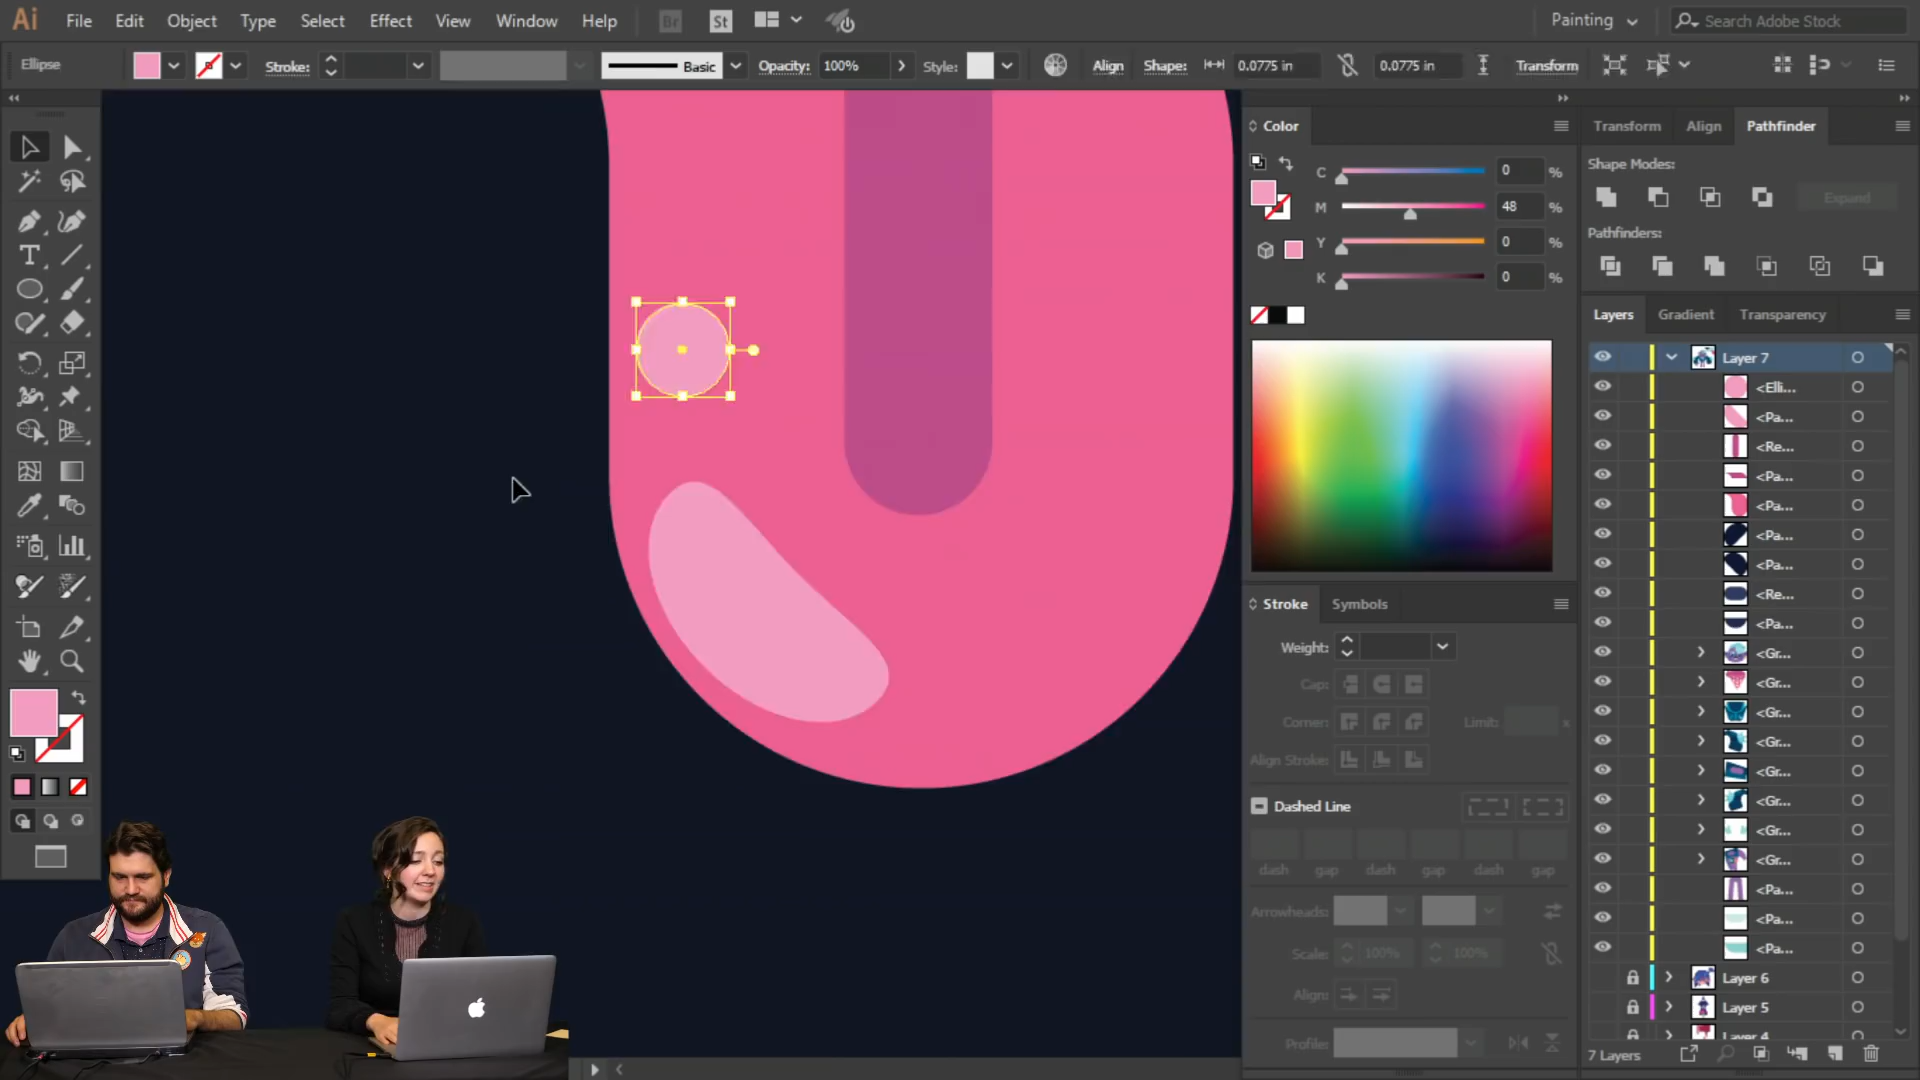 Ai File Edit Object Type Select Effect View Window Help Br St Painting Search Adobe Stock
Ellipse Stroke: Basic Opacity: 100% Style: Align Shape: 0.0775 in 0.0775 in Transform
Color
C 0 %
M 48 %
Y 0 %
K 0 %
Stroke Symbols
Weight:
Cap:
Corner: Limit: x
Align Stroke:
Dashed Line
dash gap dash gap dash gap
Arrowheads:
Scale: 100% 100%
Align:
Profile:
Transform Align Pathfinder
Shape Modes:
Expand
Pathfinders:
Layers Gradient Transparency
Layer 7
<Elli...
<Pa...
<Re...
<Pa...
<Pa...
<Pa...
<Pa...
<Re...
<Pa...
<Gr...
<Gr...
<Gr...
<Gr...
<Gr...
<Gr...
<Gr...
<Gr...
<Pa...
<Pa...
<Pa...
Layer 6
Layer 5
Layer 4
7 Layers